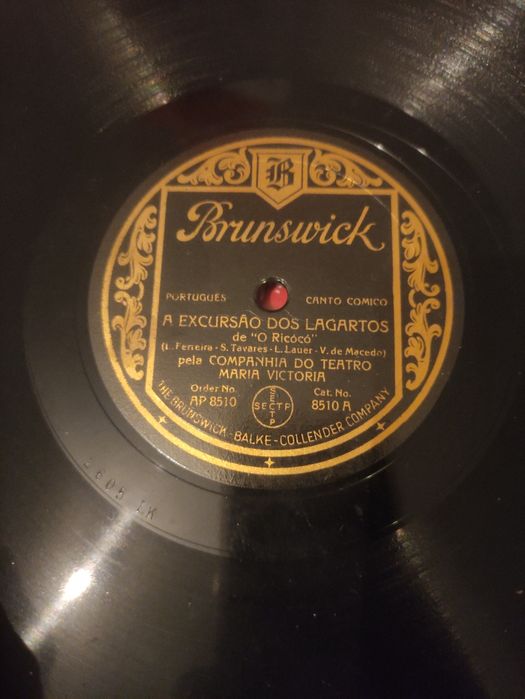 B
Brunswick
PORTUGUÊS CANTO COMICO
A EXCURSÃO DOS LAGARTOS
de "O Ricócó"
(L. Ferreira - S. Tavares - L. Lauer - V. de Macedo)
pela COMPANHIA DO TEATRO
MARIA VICTORIA
Order No. Cat. No.
AP 8510 8510 A
SECTP
SECTP
THE BRUNSWICK-BALKE-COLLENDER COMPANY